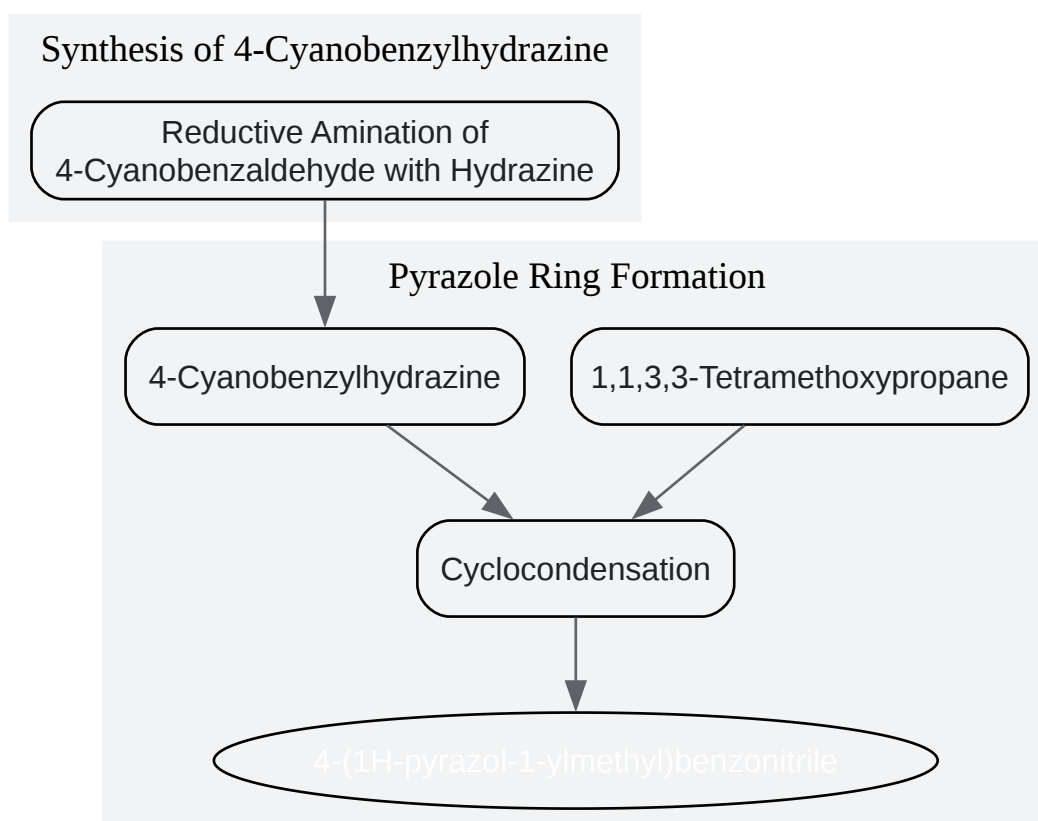 Synthesis of 4-Cyanobenzylhydrazine
Reductive Amination of
4-Cyanobenzaldehyde with Hydrazine
Pyrazole Ring Formation
4-Cyanobenzylhydrazine
1,1,3,3-Tetramethoxypropane
Cyclocondensation
4-(1H-pyrazol-1-ylmethyl)benzonitrile